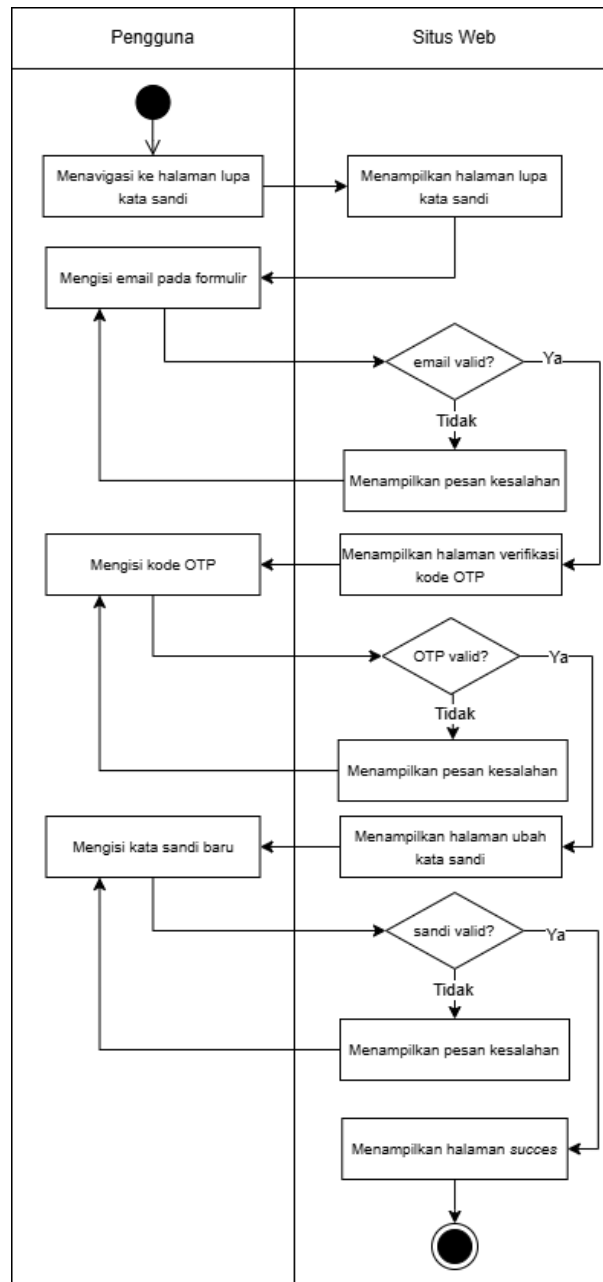 Pengguna
Situs Web
Menavigasi ke halaman lupa
kata sandi
Menampilkan halaman lupa
kata sandi
Mengisi email pada formulir
email valid?
Ya
Tidak
Menampilkan pesan kesalahan
Menampilkan halaman verifikasi
kode OTP
Mengisi kode OTP
OTP valid?
Ya
Tidak
Menampilkan pesan kesalahan
Menampilkan halaman ubah
kata sandi
Mengisi kata sandi baru
sandi valid?
Ya
Tidak
Menampilkan pesan kesalahan
Menampilkan halaman succes